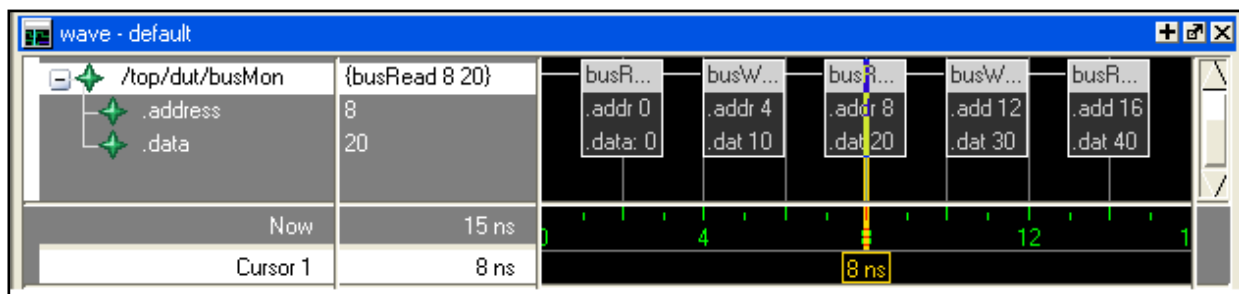 wave - default
/top/dut/busMon {busRead 8 20} busR... busW... busR... busW... busR...
.address 8 .addr 0 .addr 4 .addr 8 .add 12 .add 16
.data 20 .data: 0 .dat 10 .dat 20 .dat 30 .dat 40
Now 15 ns 0 4 8 12 1
Cursor 1 8 ns 8 ns